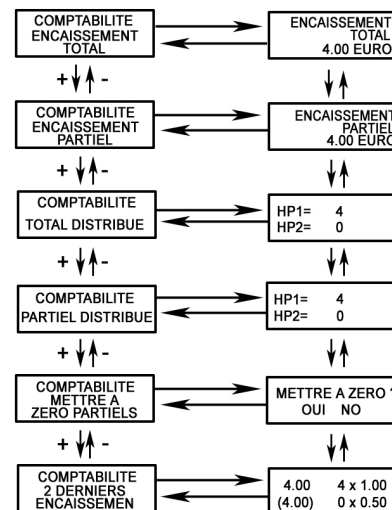 COMPTABILITE
ENCAISSEMENT
TOTAL
ENCAISSEMENT
TOTAL
4.00 EURO
+ -
COMPTABILITE
ENCAISSEMENT
PARTIEL
ENCAISSEMENT
PARTIEL
4.00 EURO
+ -
COMPTABILITE
TOTAL DISTRIBUE
HP1= 4
HP2= 0
+ -
COMPTABILITE
PARTIEL DISTRIBUE
HP1= 4
HP2= 0
+ -
COMPTABILITE
METTRE A
ZERO PARTIELS
METTRE A ZERO ?
OUI NO
+ -
COMPTABILITE
2 DERNIERS
ENCAISSEMEN
4.00 4 x 1.00
(4.00) 0 x 0.50